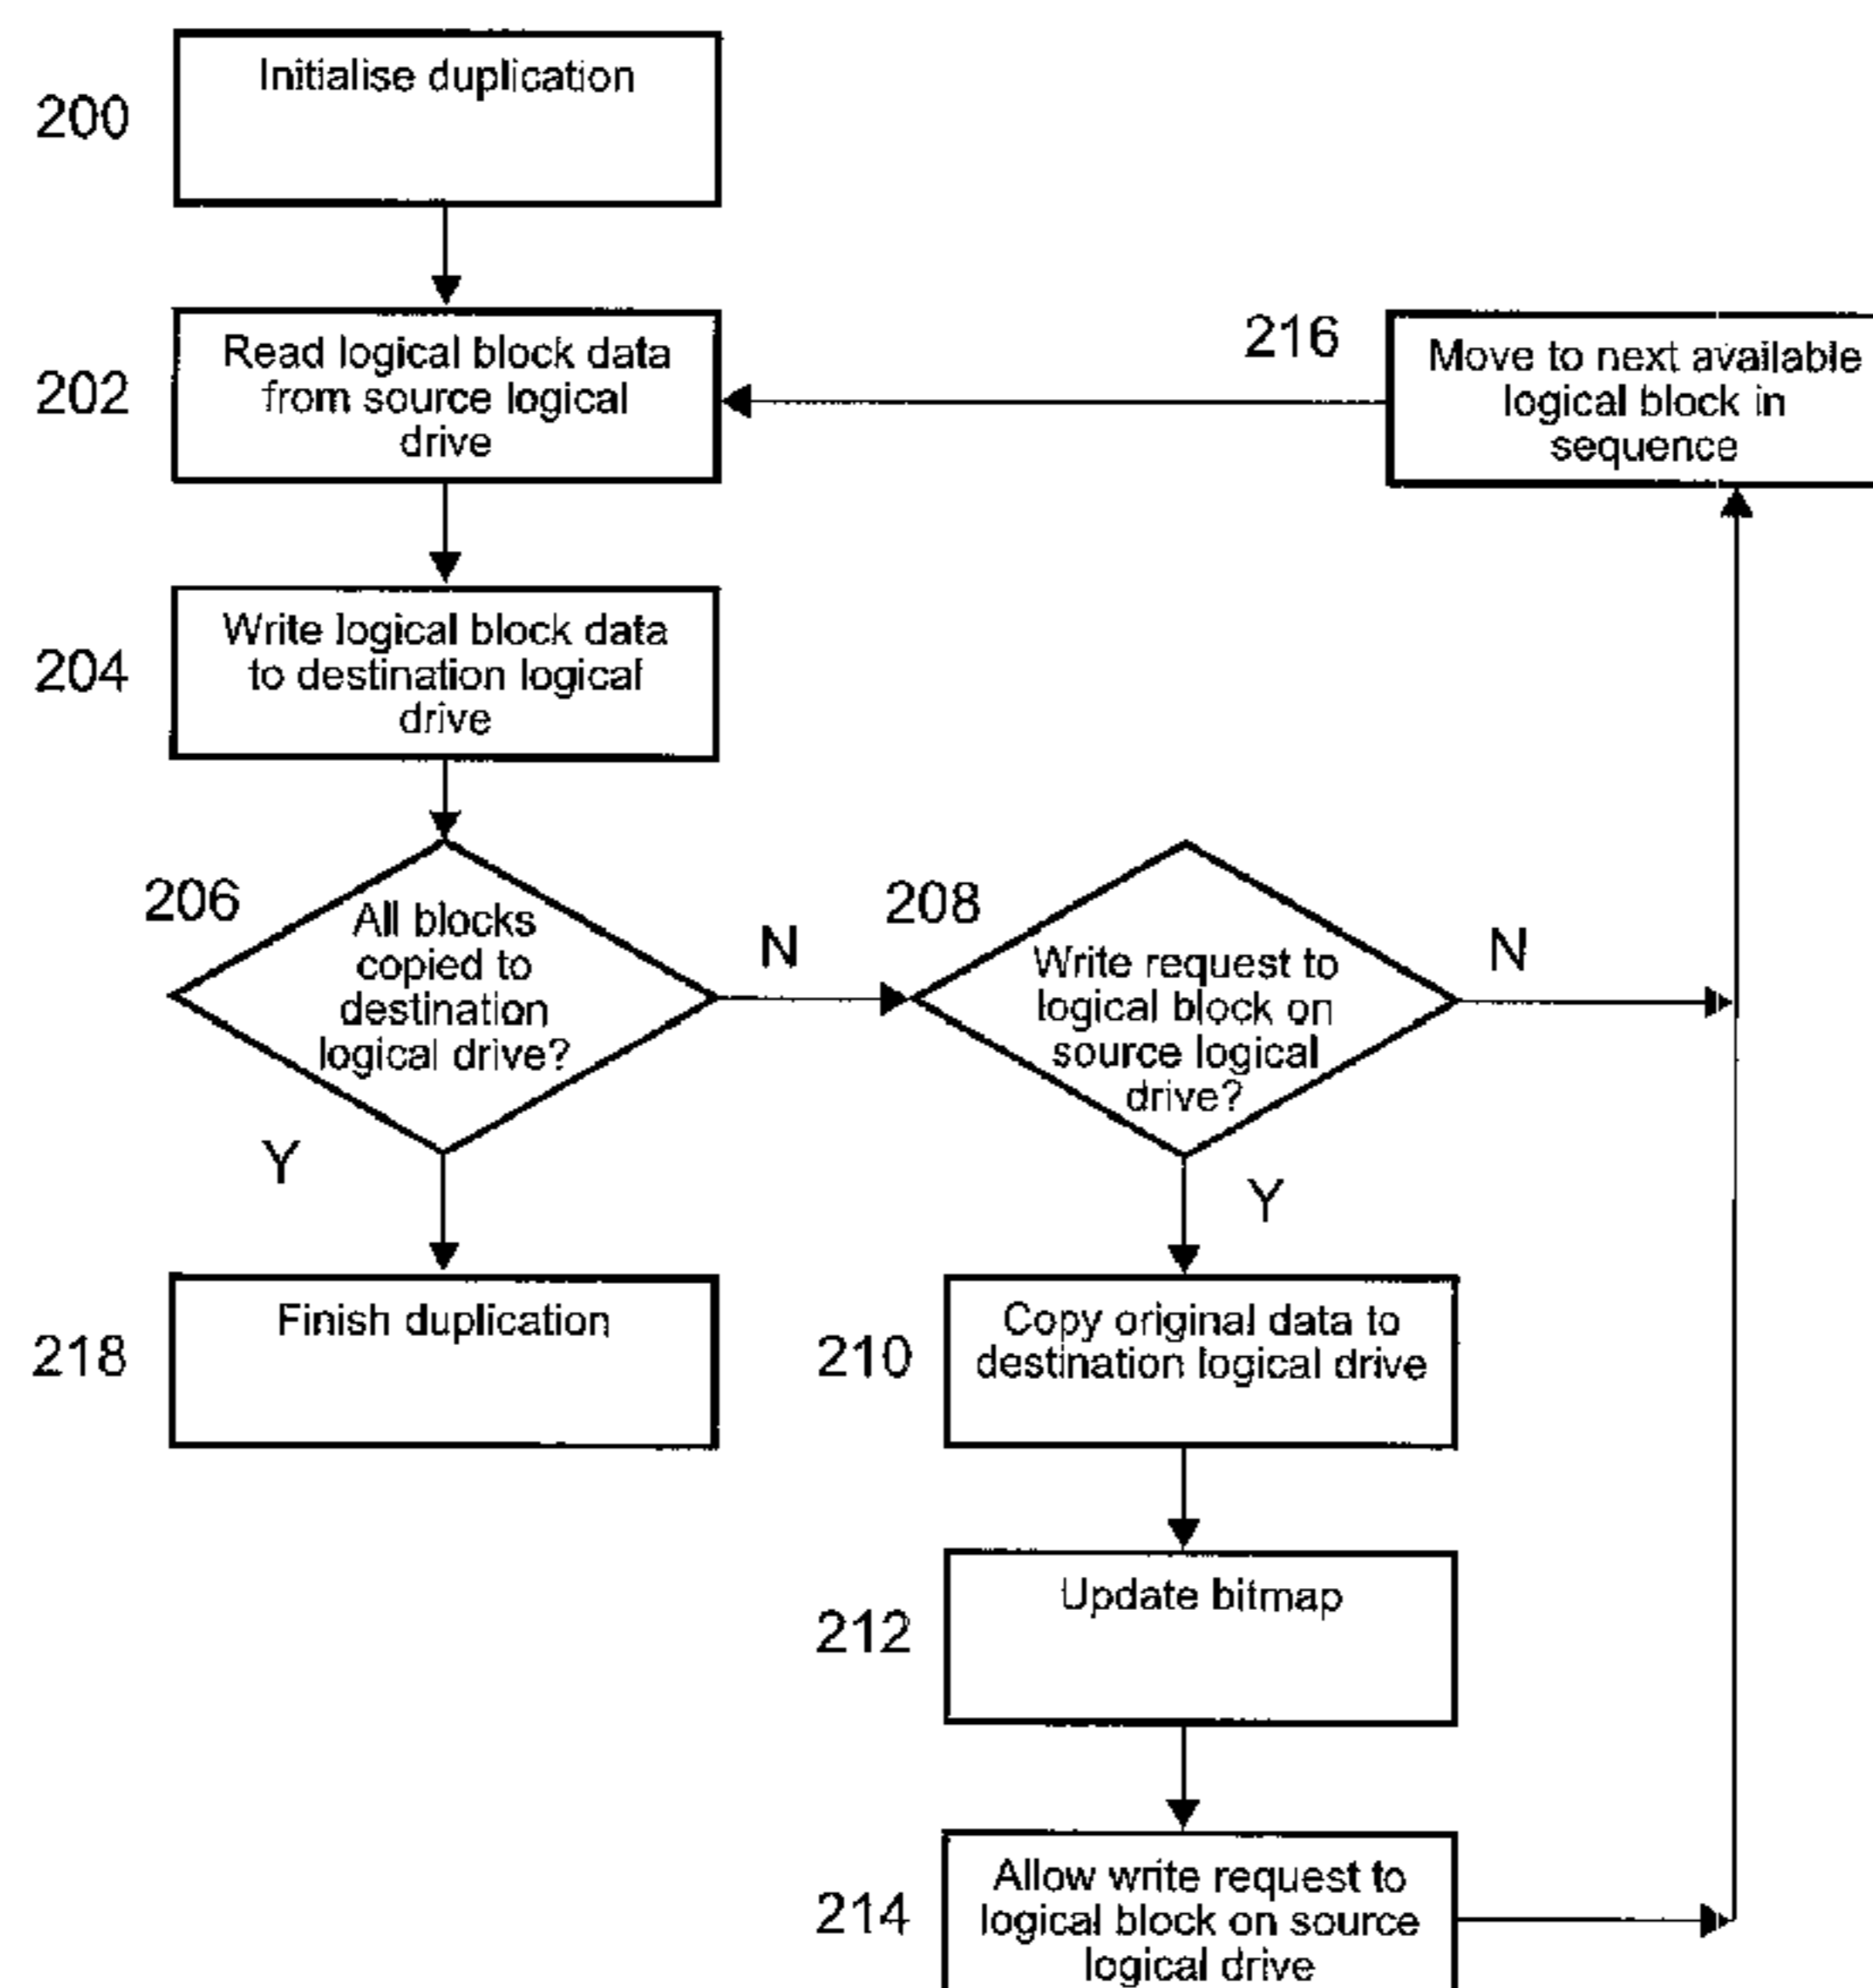 200
Initialise duplication
202
Read logical block data
from source logical
drive
216
Move to next available
logical block in
sequence
204
Write logical block data
to destination logical
drive
206
All blocks
copied to
destination
logical drive?
N
208
Write request to
logical block on
source logical
drive?
N
Y
Y
218
Finish duplication
210
Copy original data to
destination logical drive
212
Update bitmap
214
Allow write request to
logical block on source
logical drive